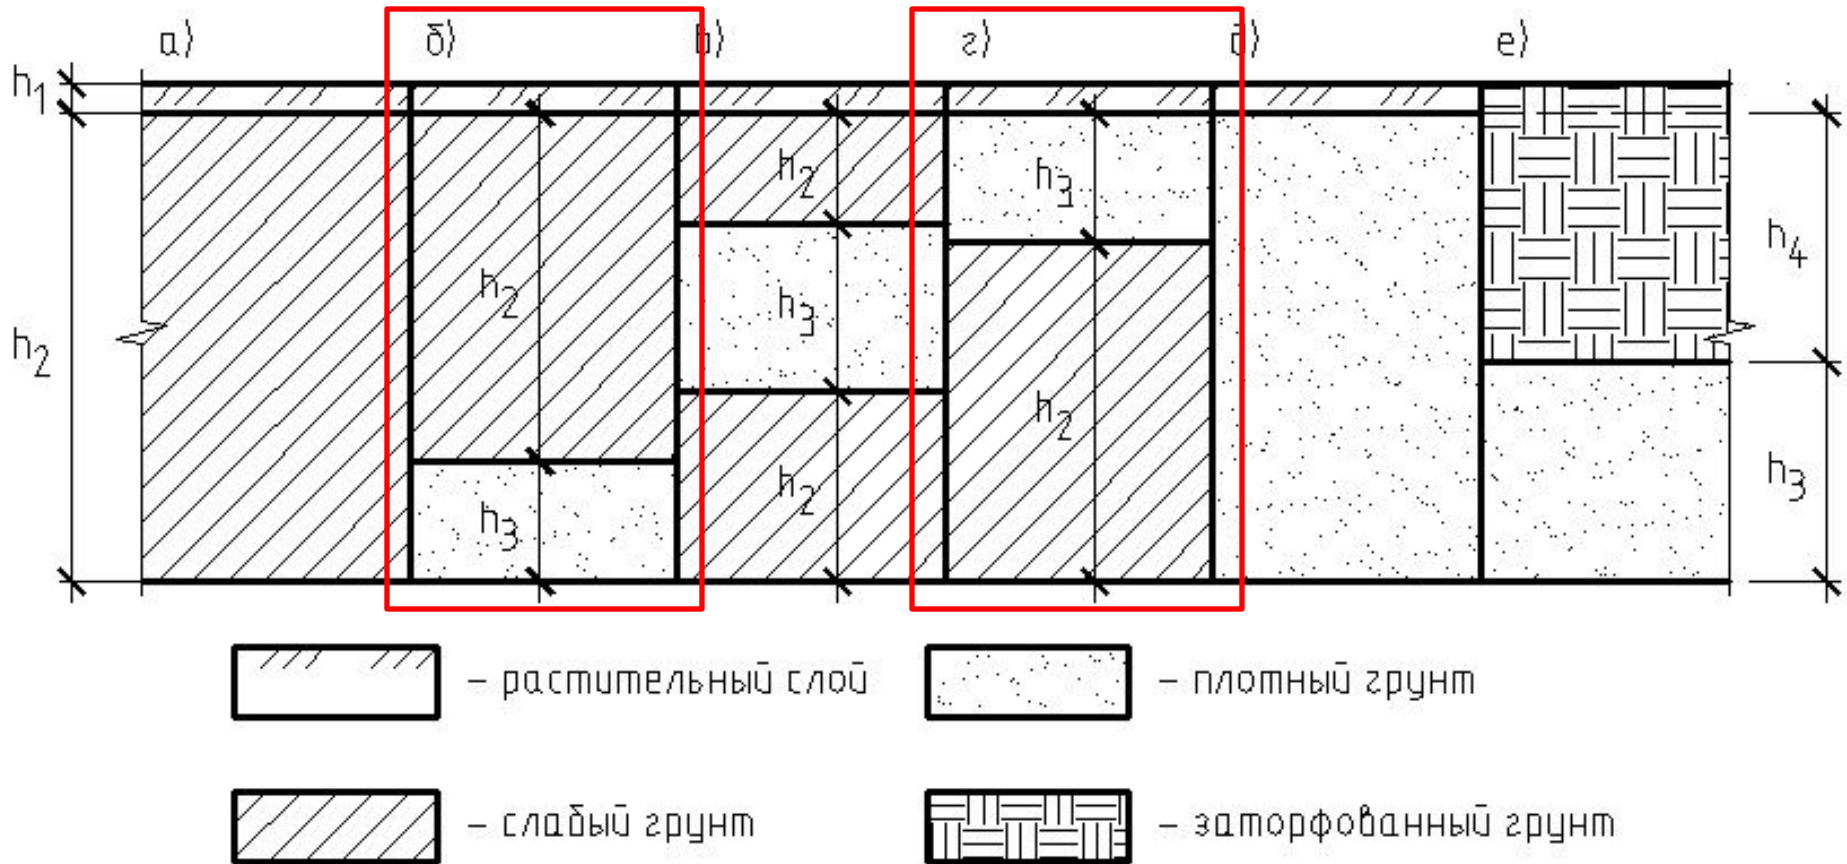 а) б) в) г) б) е)
h1
h2
h2
h3
h2
h3
h2
h3
h2
h4
h3
– растительный слой
– плотный грунт
– слабый грунт
– заторфованный грунт